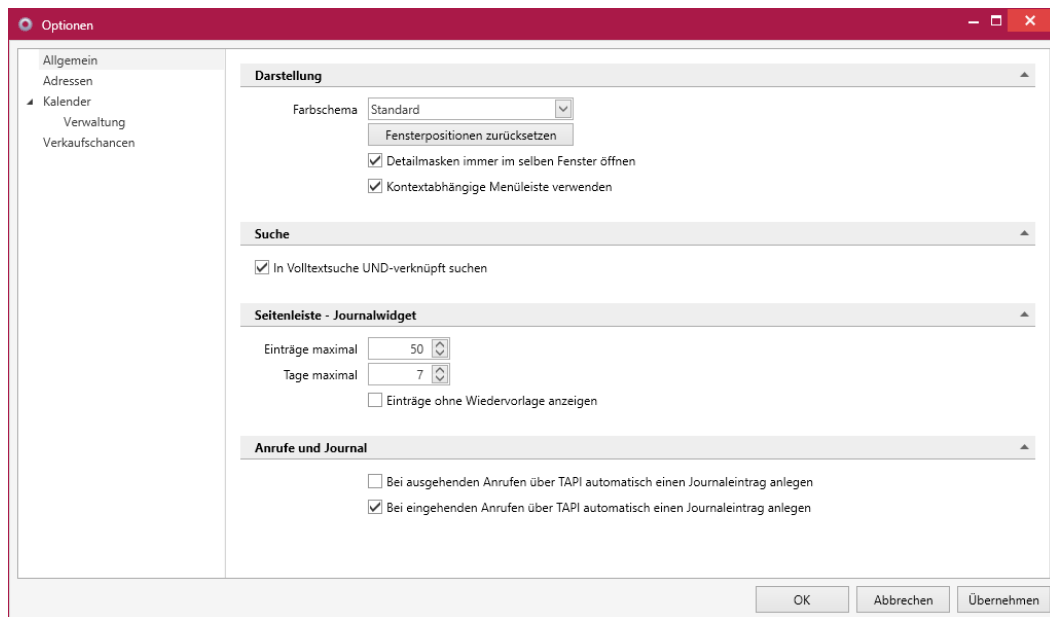 Optionen
Allgemein
Adressen
Kalender
Verwaltung
Verkaufschancen
Darstellung
Farbschema Standard
Fensterpositionen zurücksetzen
Detailmasken immer im selben Fenster öffnen
Kontextabhängige Menüleiste verwenden
Suche
In Volltextsuche UND-verknüpft suchen
Seitenleiste - Journalwidget
Einträge maximal 50
Tage maximal 7
Einträge ohne Wiedervorlage anzeigen
Anrufe und Journal
Bei ausgehenden Anrufen über TAPI automatisch einen Journaleintrag anlegen
Bei eingehenden Anrufen über TAPI automatisch einen Journaleintrag anlegen
OK Abbrechen Übernehmen